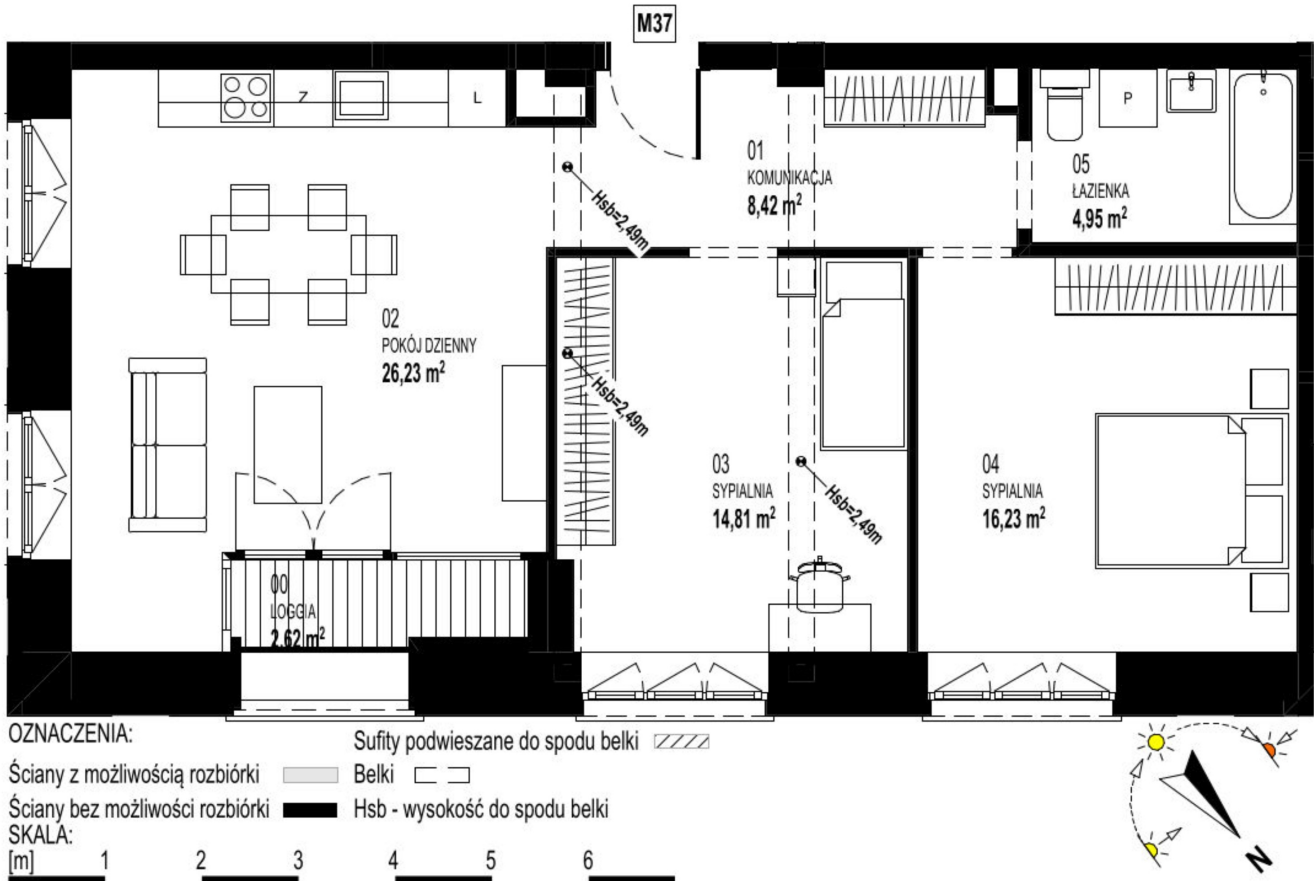 M37
Z
L
P
01
KOMUNIKACJA
8,42 m²
05
ŁAZIENKA
4,95 m²
Hsb=2,49m
02
POKÓJ DZIENNY
26,23 m²
Hsb=2,49m
03
SYPIALNIA
14,81 m²
Hsb=2,49m
04
SYPIALNIA
16,23 m²
00
LOGGIA
2,62 m²
OZNACZENIA:
Sufity podwieszane do spodu belki
Ściany z możliwością rozbiórki
Belki
Ściany bez możliwości rozbiórki
Hsb - wysokość do spodu belki
SKALA:
[m] 1 2 3 4 5 6
N